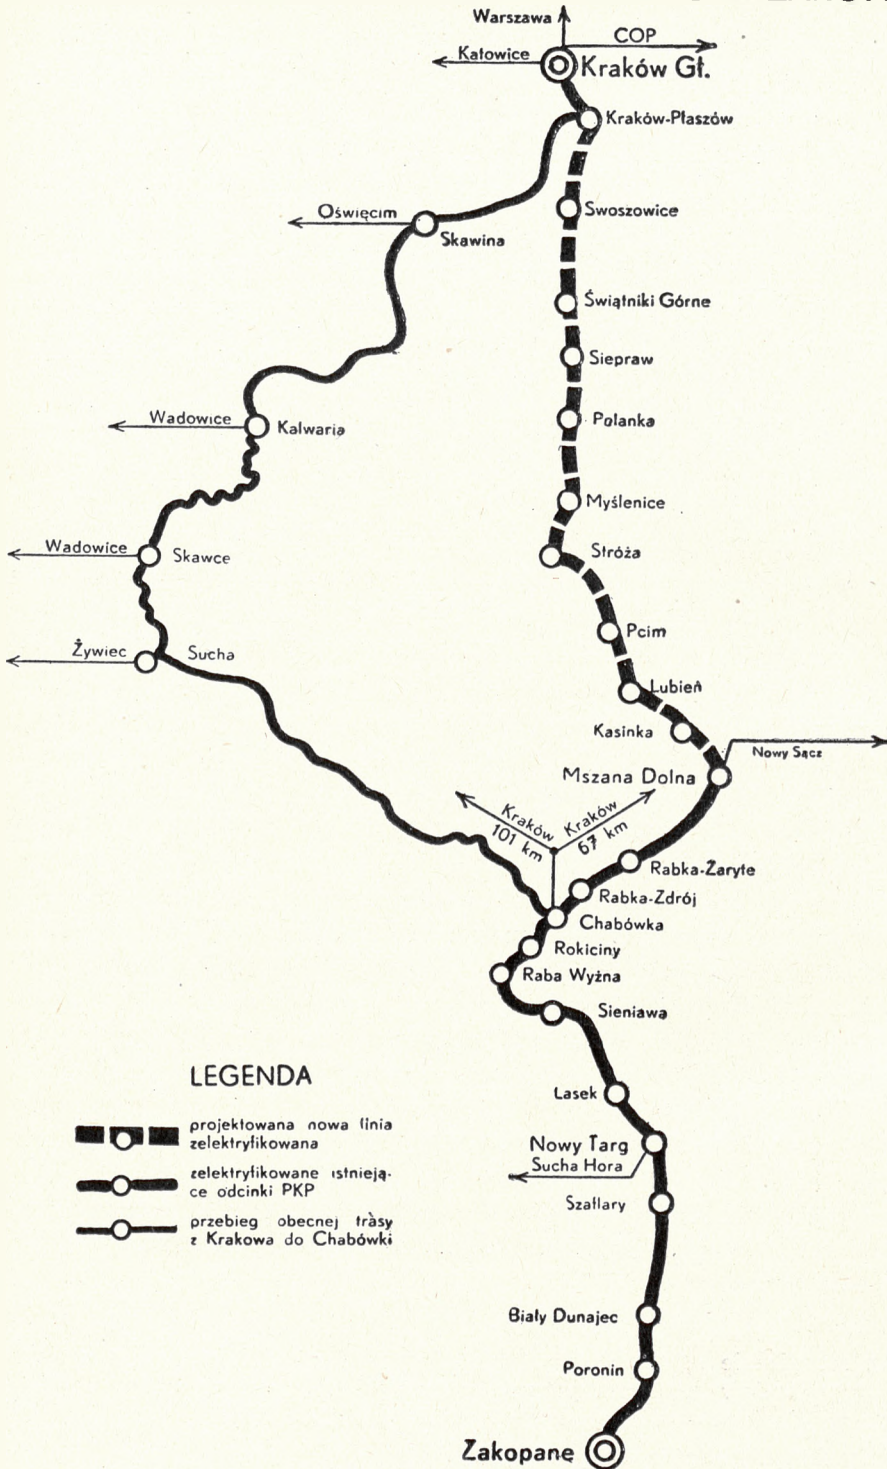 Warszawa
COP
Katowice
Kraków Gł.
Kraków-Płaszów
Oświęcim
Skawina
Swoszowice
Świątniki Górne
Siepraw
Polanka
Wadowice
Kalwaria
Myślenice
Wadowice
Skawce
Stróża
Pcim
Żywiec
Sucha
Lubień
Kasinka
Nowy Sącz
Mszana Dolna
Kraków
101 km
Kraków
67 km
Rabka-Żaryte
Rabka-Zdrój
Chabówka
Rokiciny
Raba Wyżna
Sieniawa
LEGENDA
projektowana nowa linia
zelektryfikowana
zelektryfikowane istnieją-
ce odcinki PKP
przebieg obecnej trasy
z Krakowa do Chabówki
Lasek
Nowy Targ
Sucha Hora
Szaflary
Biały Dunajec
Poronin
Zakopane